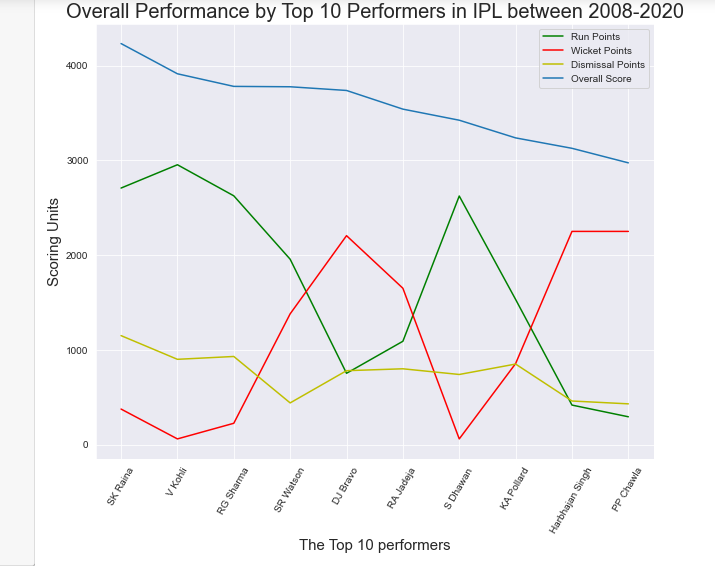 Overall Performance by Top 10 Performers in IPL between 2008-2020
Run Points
Wicket Points
Dismissal Points
Overall Score
4000
3000
2000
1000
0
Scoring Units
SK Raina
V Kohli
RG Sharma
SR Watson
DJ Bravo
RA Jadeja
S Dhawan
KA Pollard
Harbhajan Singh
PP Chawla
The Top 10 performers